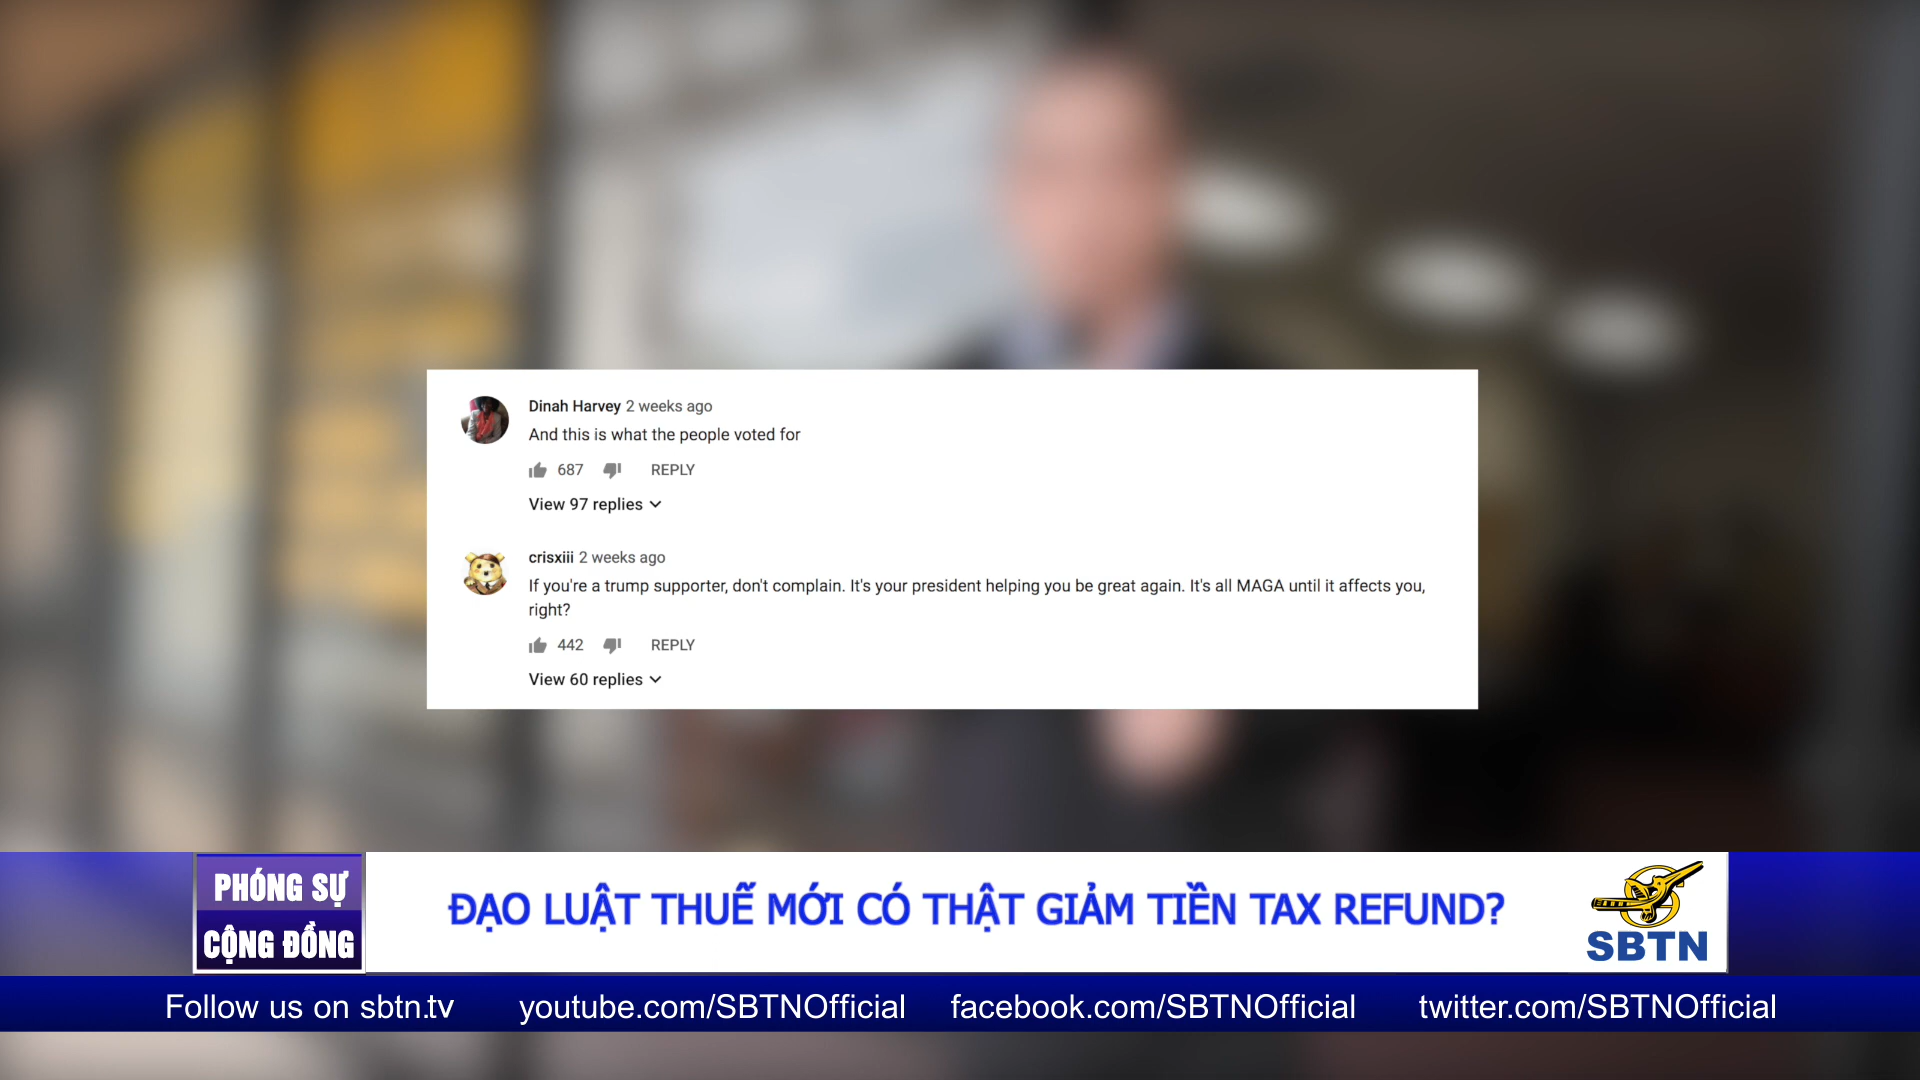 Dinah Harvey 2 weeks ago
And this is what the people voted for
687 REPLY
View 97 replies
crisxiii 2 weeks ago
If you're a trump supporter, don't complain. It's your president helping you be great again. It's all MAGA until it affects you,
right?
442 REPLY
View 60 replies
PHÓNG SỰ
CỘNG ĐỒNG
ĐẠO LUẬT THUẾ MỚI CÓ THẬT GIẢM TIỀN TAX REFUND?
SBTN
Follow us on sbtn.tv youtube.com/SBTNOfficial facebook.com/SBTNOfficial twitter.com/SBTNOfficial